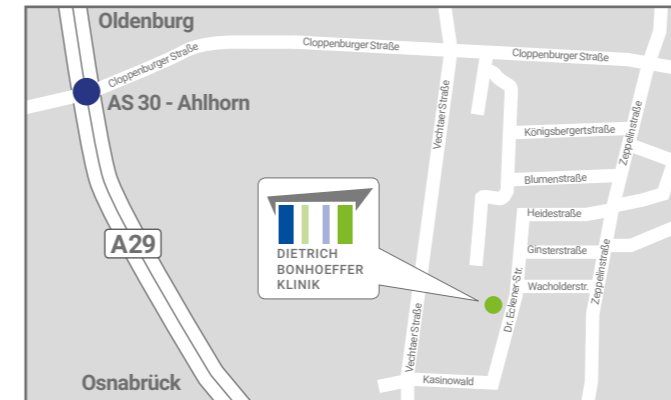 Oldenburg
Cloppenburger Straße
Cloppenburger Straße
Cloppenburger Straße
AS 30 - Ahlhorn
Vechtaer Straße
Zeppelinstraße
Königsbergertstraße
Blumenstraße
Heidestraße
A29
DIETRICH
BONHOEFFER
KLINIK
Ginsterstraße
Wacholderstr.
Dr. Eckener-Str.
Zeppelinstraße
Vechtaer Straße
Kasinowald
Osnabrück